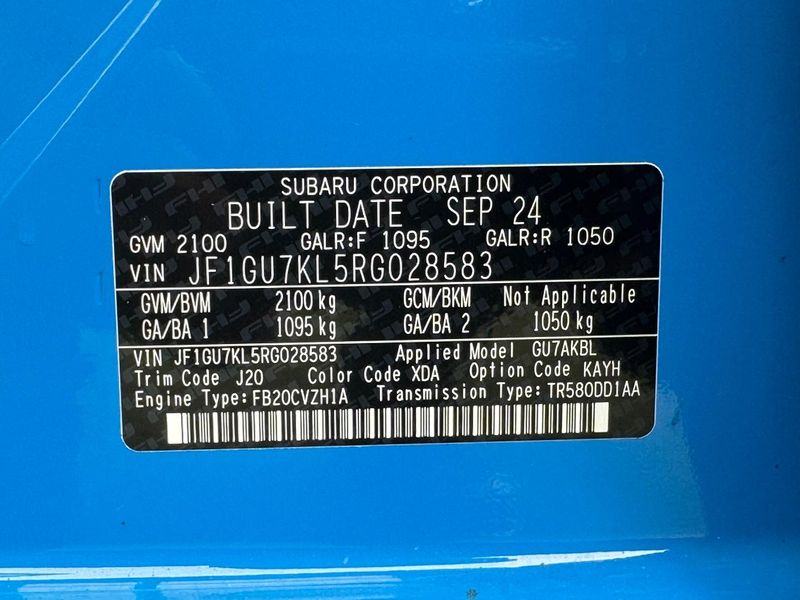 SUBARU CORPORATION
BUILT DATE SEP 24
GVM 2100 GALR:F 1095 GALR:R 1050
VIN JF1GU7KL5RG028583
GVM/BVM 2100 kg GCM/BKM Not Applicable
GA/BA 1 1095 kg GA/BA 2 1050 kg
VIN JF1GU7KL5RG028583 Applied Model GU7AKBL
Trim Code J20 Color Code XDA Option Code KAYH
Engine Type:FB20CVZH1A Transmission Type:TR580DD1AA